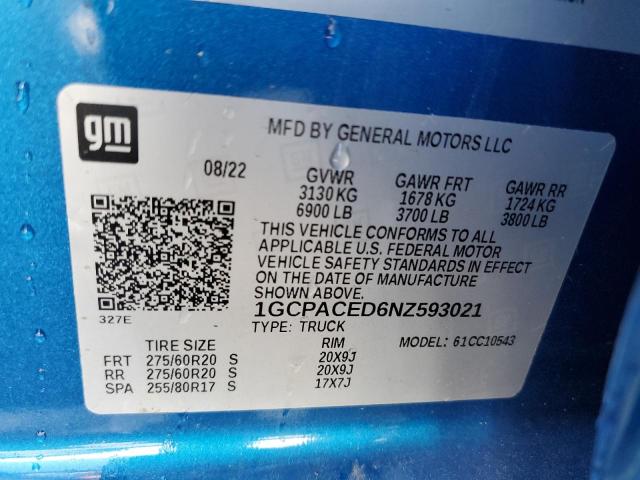 gm
MFD BY GENERAL MOTORS LLC
08/22 GVWR GAWR FRT GAWR RR
3130 KG 1678 KG 1724 KG
6900 LB 3700 LB 3800 LB
THIS VEHICLE CONFORMS TO ALL
APPLICABLE U.S. FEDERAL MOTOR
VEHICLE SAFETY STANDARDS IN EFFECT
ON THE DATE OF MANUFACTURE
SHOWN ABOVE.
1GCPACED6NZ593021
327E TYPE: TRUCK
TIRE SIZE RIM MODEL: 61CC10543
FRT 275/60R20 S 20X9J
RR 275/60R20 S 20X9J
SPA 255/80R17 S 17X7J